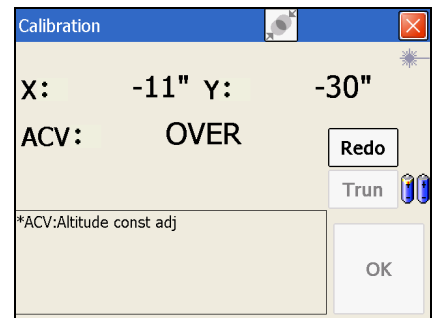 Calibration
X: -11" Y: -30"
ACV: OVER
Redo
Trun
*ACV:Altitude const adj
OK